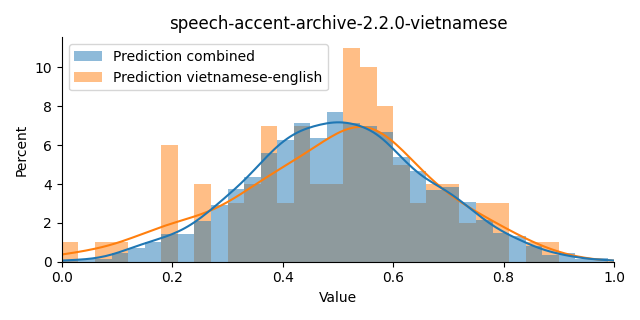 speech-accent-archive-2.2.0-vietnamese
Prediction combined
Prediction vietnamese-english
Percent
10
8
6
4
2
0
0.0 0.2 0.4 0.6 0.8 1.0
Value